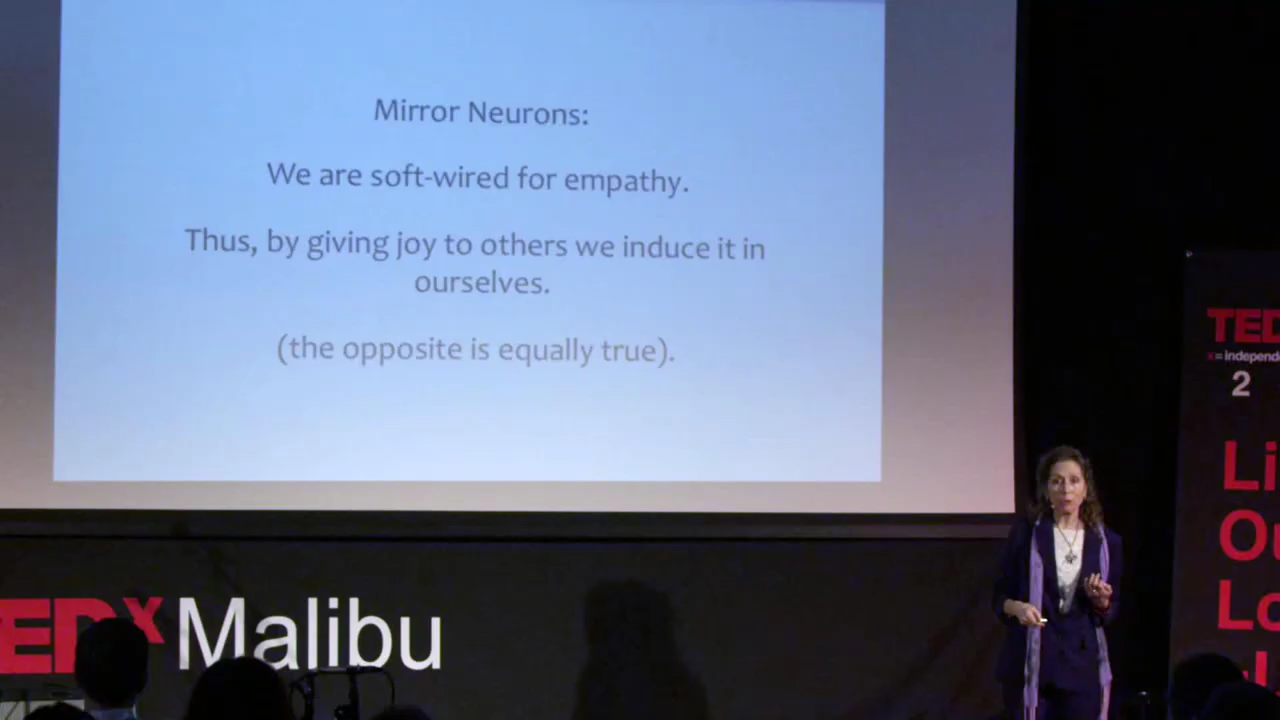 Mirror Neurons:
We are soft-wired for empathy.
Thus, by giving joy to others we induce it in
ourselves.
(the opposite is equally true).
TED
x = independe
2
Li
Ou
Lo
TEDx Malibu